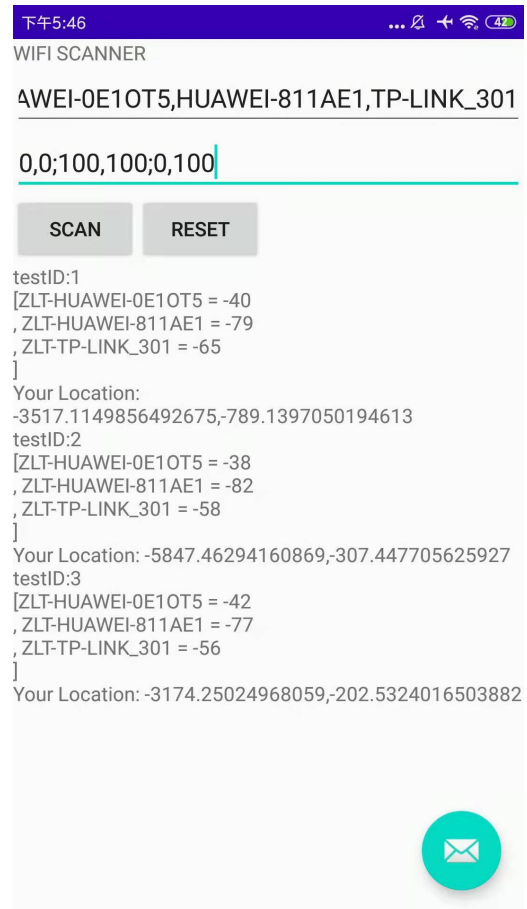 下午5:46
... 42
WIFI SCANNER
AWEI-0E1OT5,HUAWEI-811AE1,TP-LINK_301
0,0;100,100;0,100
SCAN RESET
testID:1
[ZLT-HUAWEI-0E1OT5 = -40
, ZLT-HUAWEI-811AE1 = -79
, ZLT-TP-LINK_301 = -65
]
Your Location:
-3517.1149856492675,-789.1397050194613
testID:2
[ZLT-HUAWEI-0E1OT5 = -38
, ZLT-HUAWEI-811AE1 = -82
, ZLT-TP-LINK_301 = -58
]
Your Location: -5847.46294160869,-307.447705625927
testID:3
[ZLT-HUAWEI-0E1OT5 = -42
, ZLT-HUAWEI-811AE1 = -77
, ZLT-TP-LINK_301 = -56
]
Your Location: -3174.25024968059,-202.5324016503882